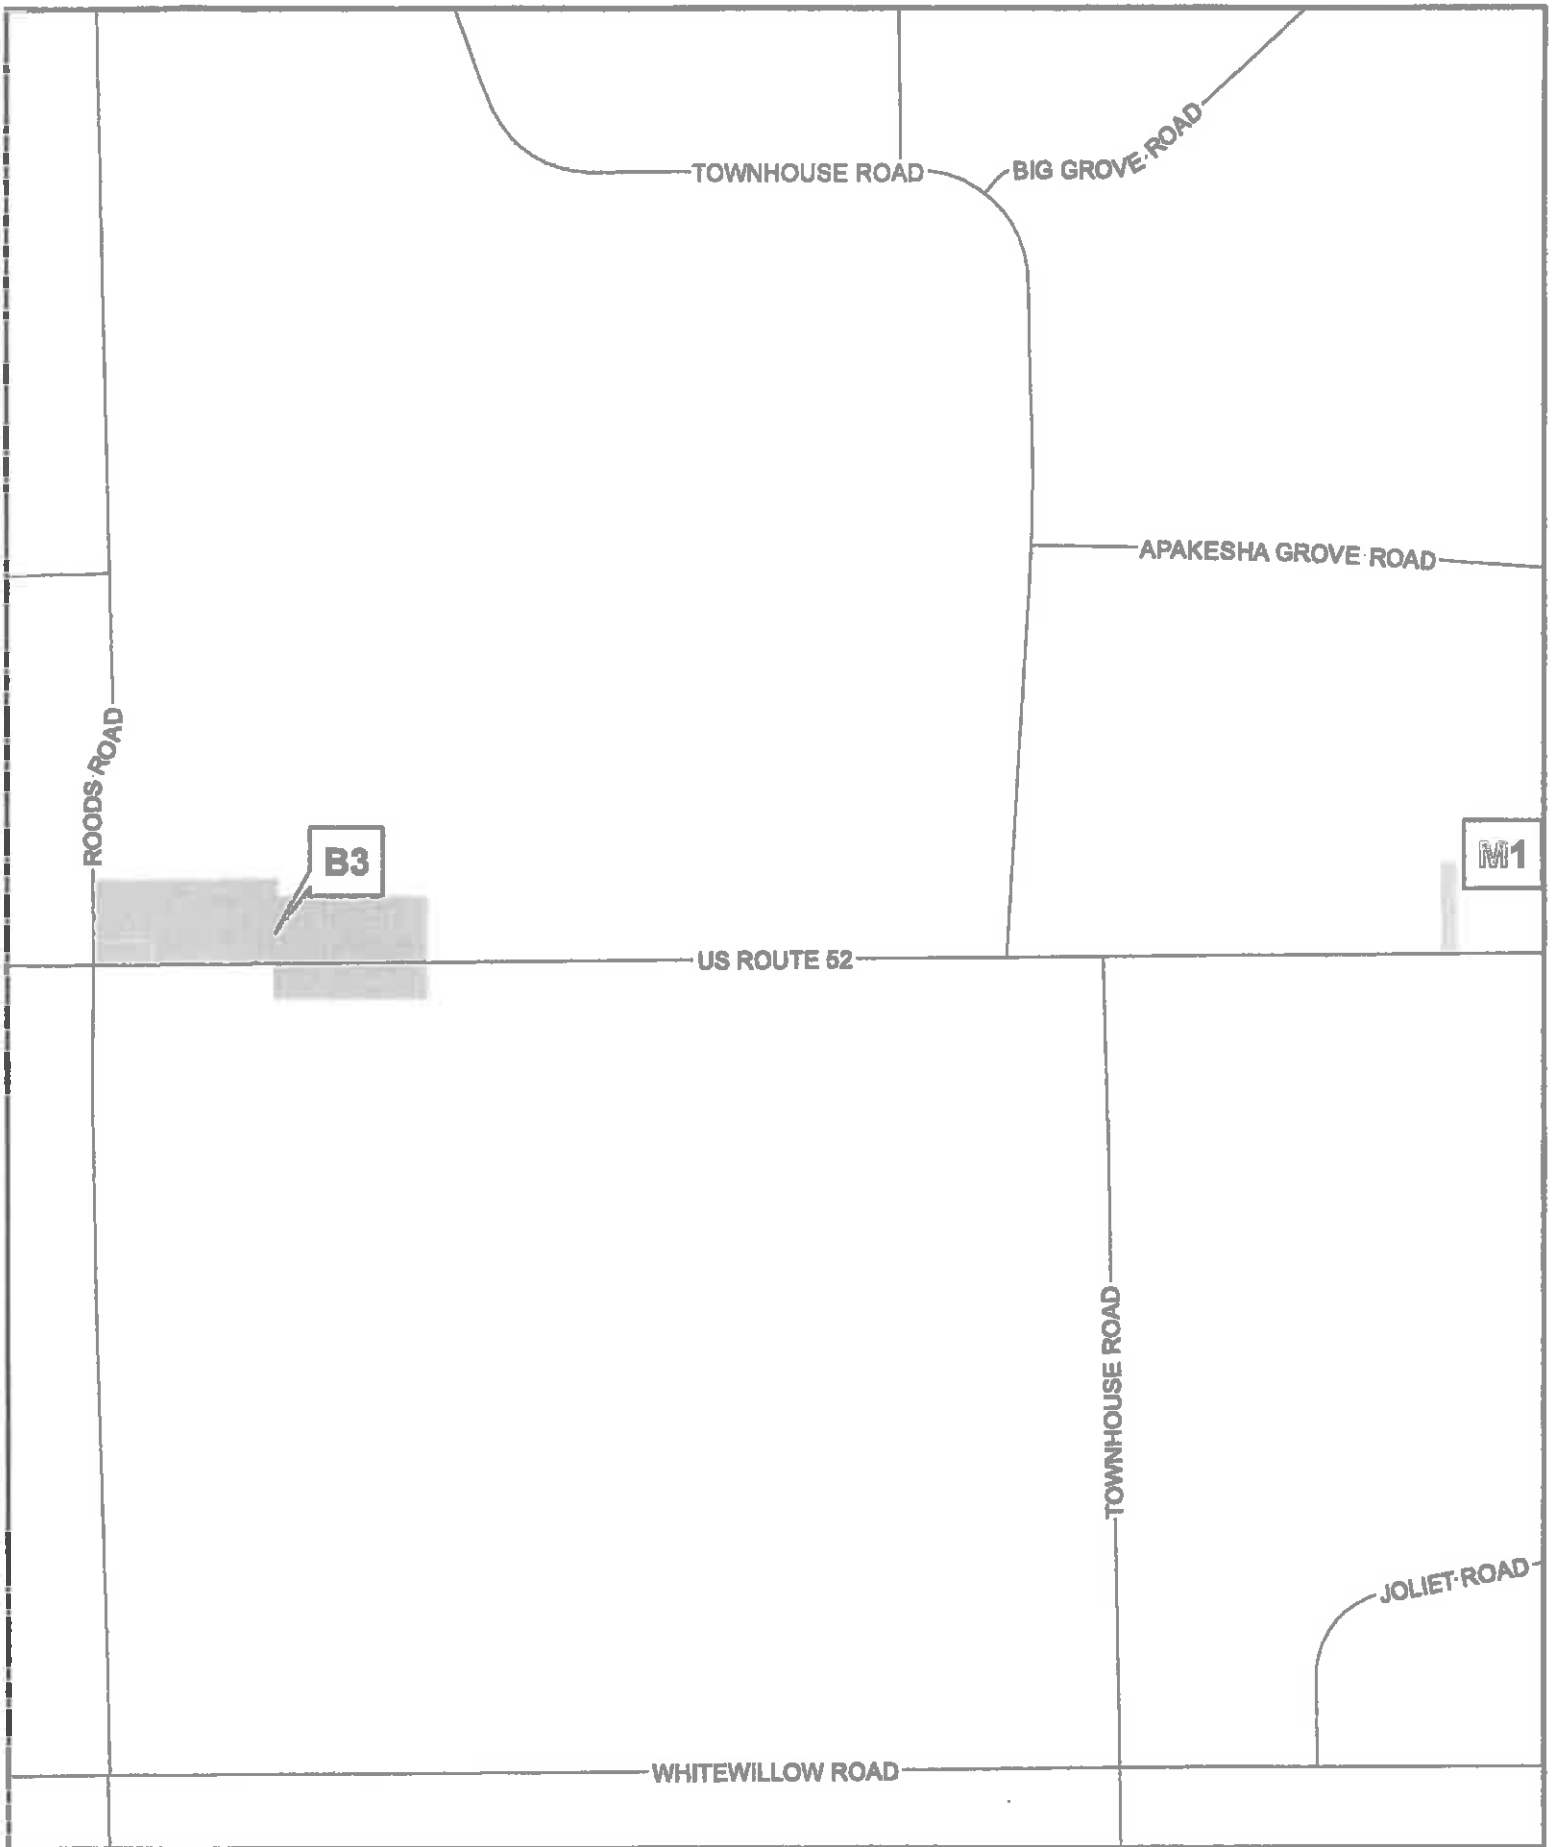 TOWNHOUSE ROAD
BIG GROVE ROAD
APAKESHA GROVE ROAD
ROODS ROAD
B3
M1
US ROUTE 52
TOWNHOUSE ROAD
JOLIET ROAD
WHITEWILLOW ROAD